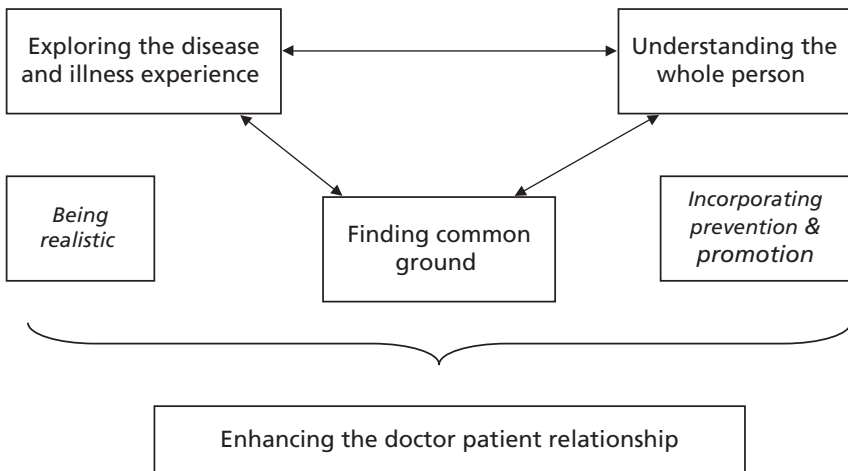 Exploring the disease
and illness experience
Understanding the
whole person
Being
realistic
Finding common
ground
Incorporating
prevention &
promotion
Enhancing the doctor patient relationship